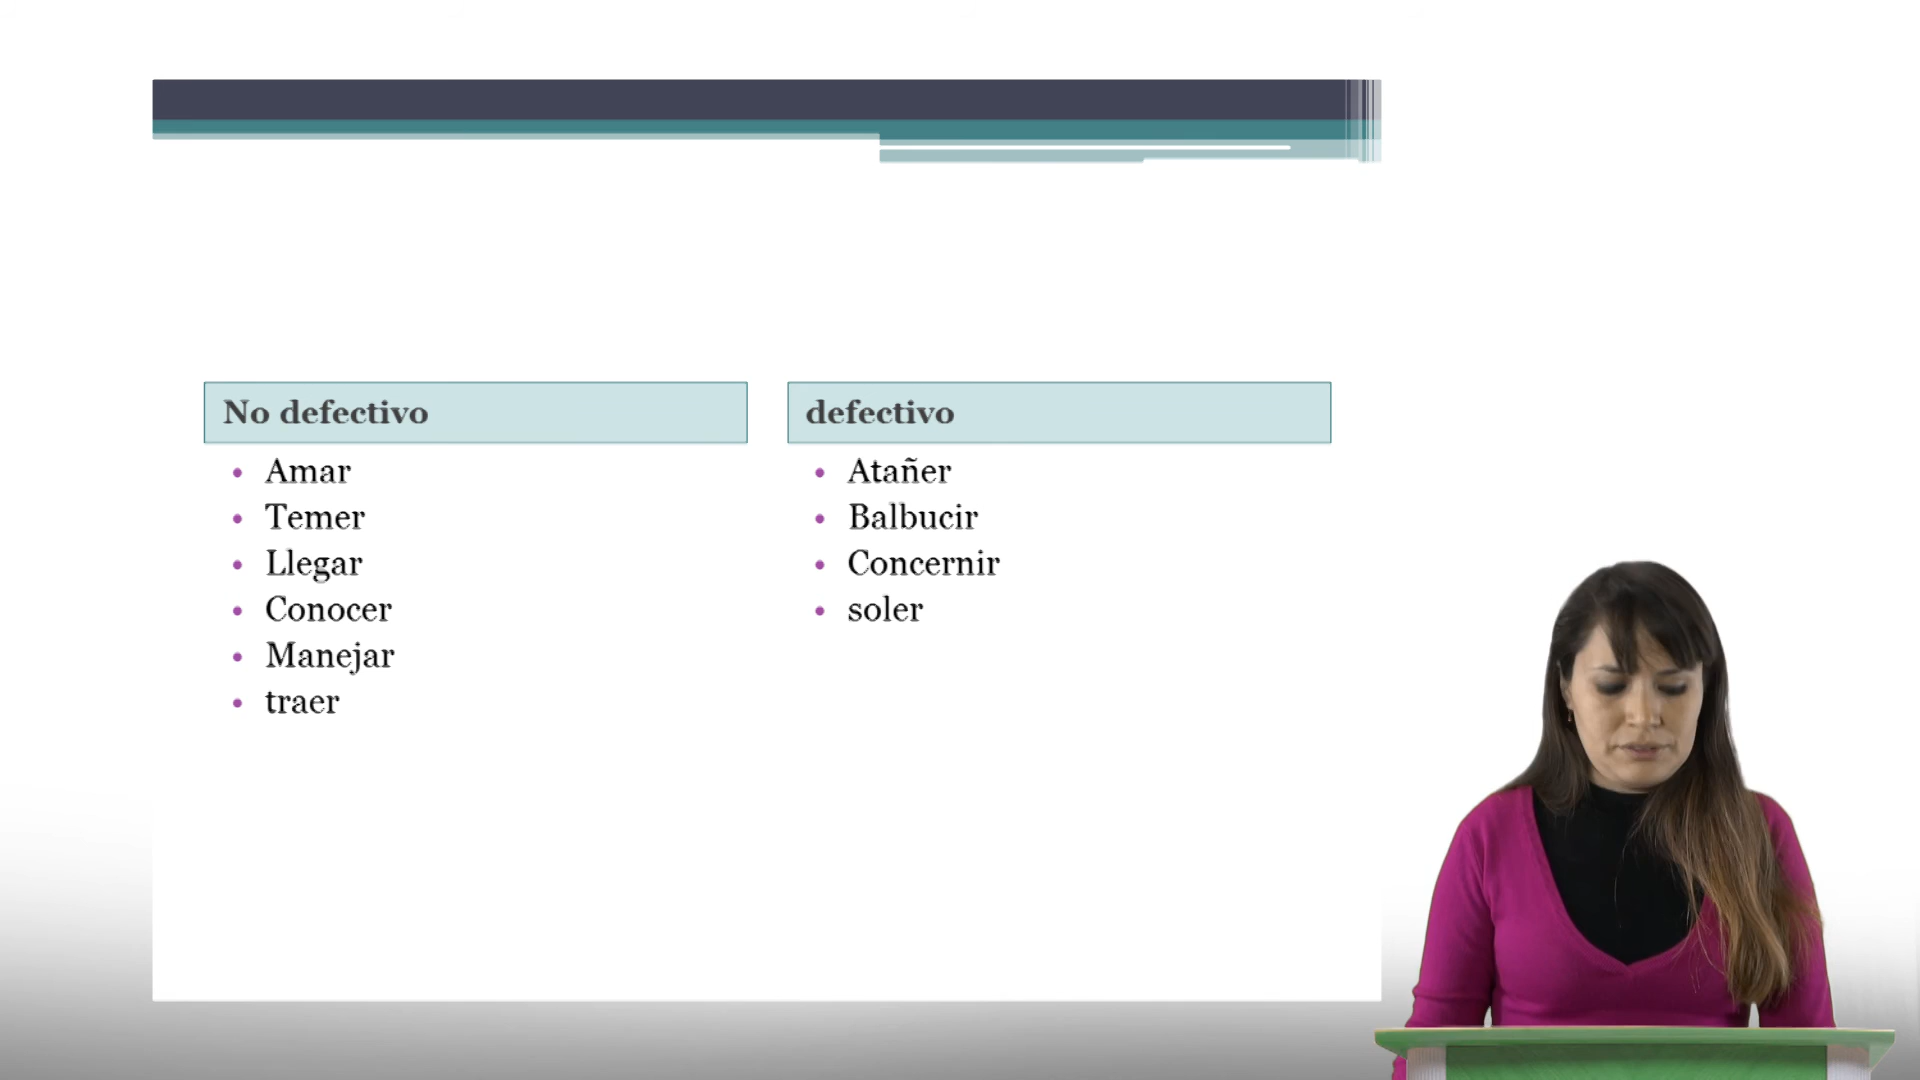 No defectivo
Amar
Temer
Llegar
Conocer
Manejar
traer
defectivo
Atañer
Balbucir
Concernir
soler